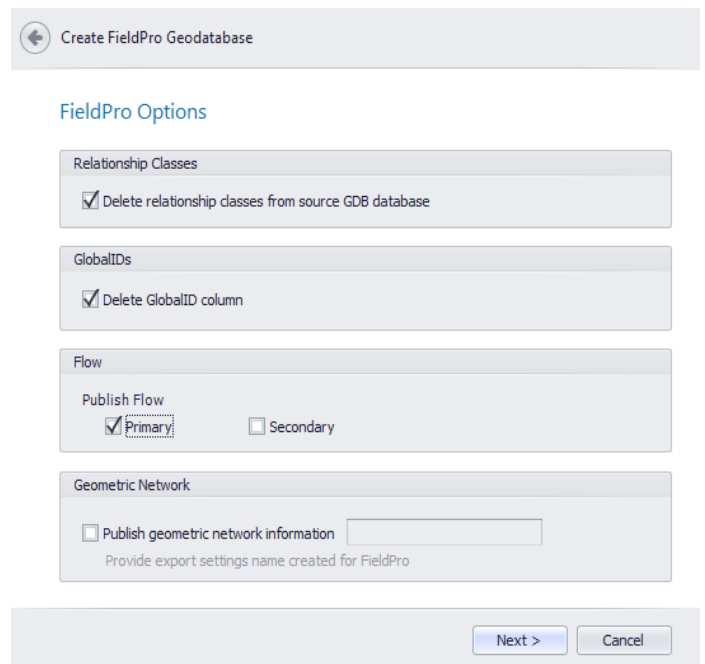 Create FieldPro Geodatabase
FieldPro Options
Relationship Classes
Delete relationship classes from source GDB database
GlobalIDs
Delete GlobalID column
Flow
Publish Flow
Primary Secondary
Geometric Network
Publish geometric network information
Provide export settings name created for FieldPro
Next > Cancel